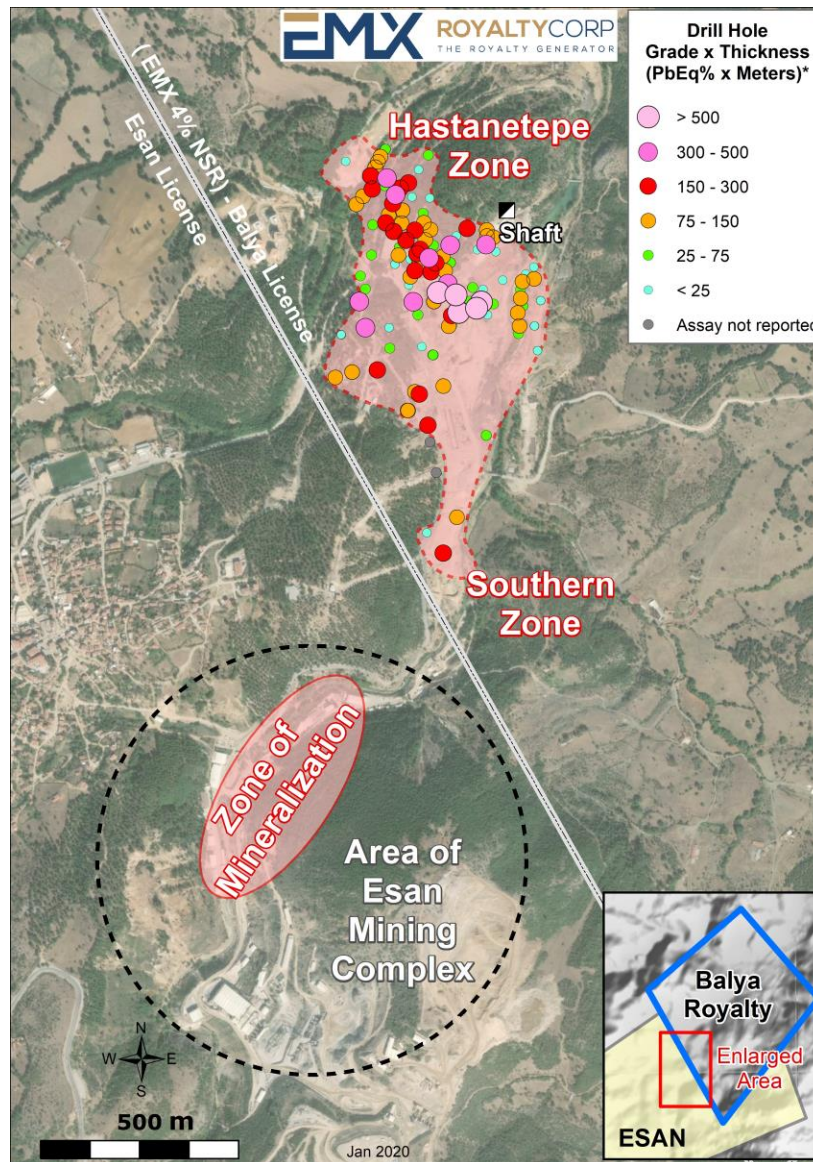 EMX ROYALTYCORP
THE ROYALTY GENERATOR
Drill Hole
Grade x Thickness
(PbEq% x Meters)*
> 500
300 - 500
150 - 300
75 - 150
25 - 75
< 25
Assay not reported
( EMX 4% NSR) - Balya License
Esan License
Hastanetepe
Zone
Shaft
Southern
Zone
Zone of
Mineralization
Area of
Esan
Mining
Complex
N
W E
S
500 m
Jan 2020
Balya
Royalty
Enlarged
Area
ESAN